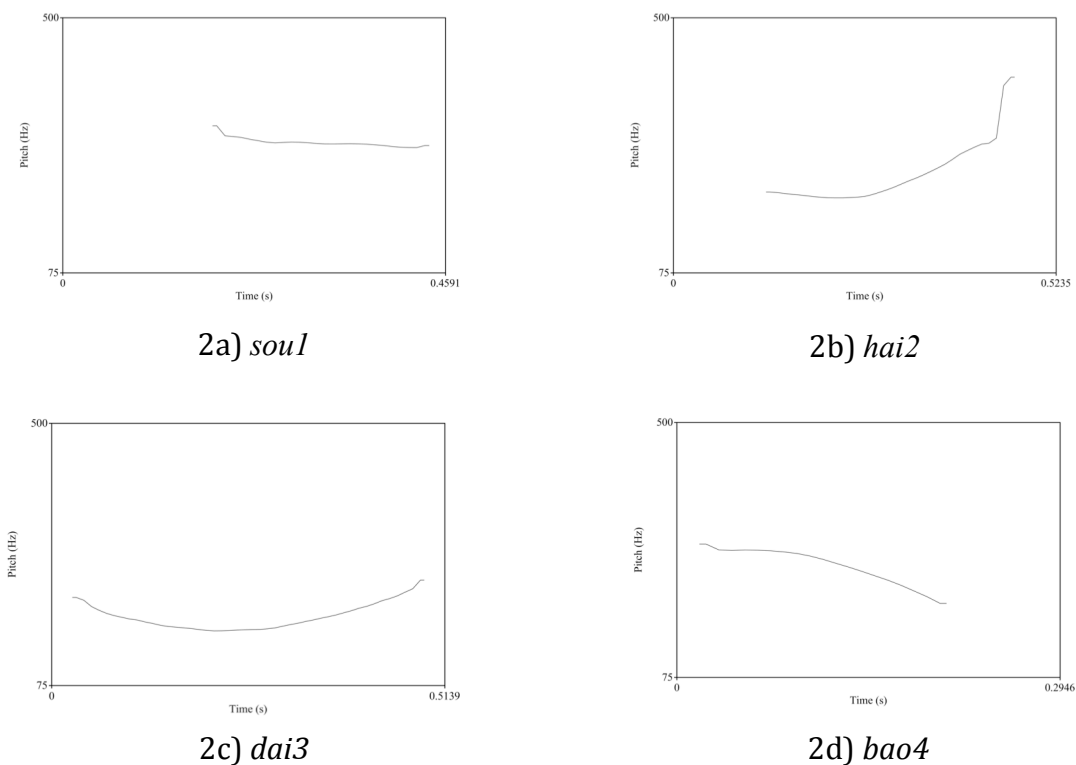 500
Pitch (Hz)
75
0
0.4591
Time (s)
2a) sou1
500
Pitch (Hz)
75
0
0.5235
Time (s)
2b) hai2
500
Pitch (Hz)
75
0
0.5139
Time (s)
2c) dai3
500
Pitch (Hz)
75
0
0.2946
Time (s)
2d) bao4